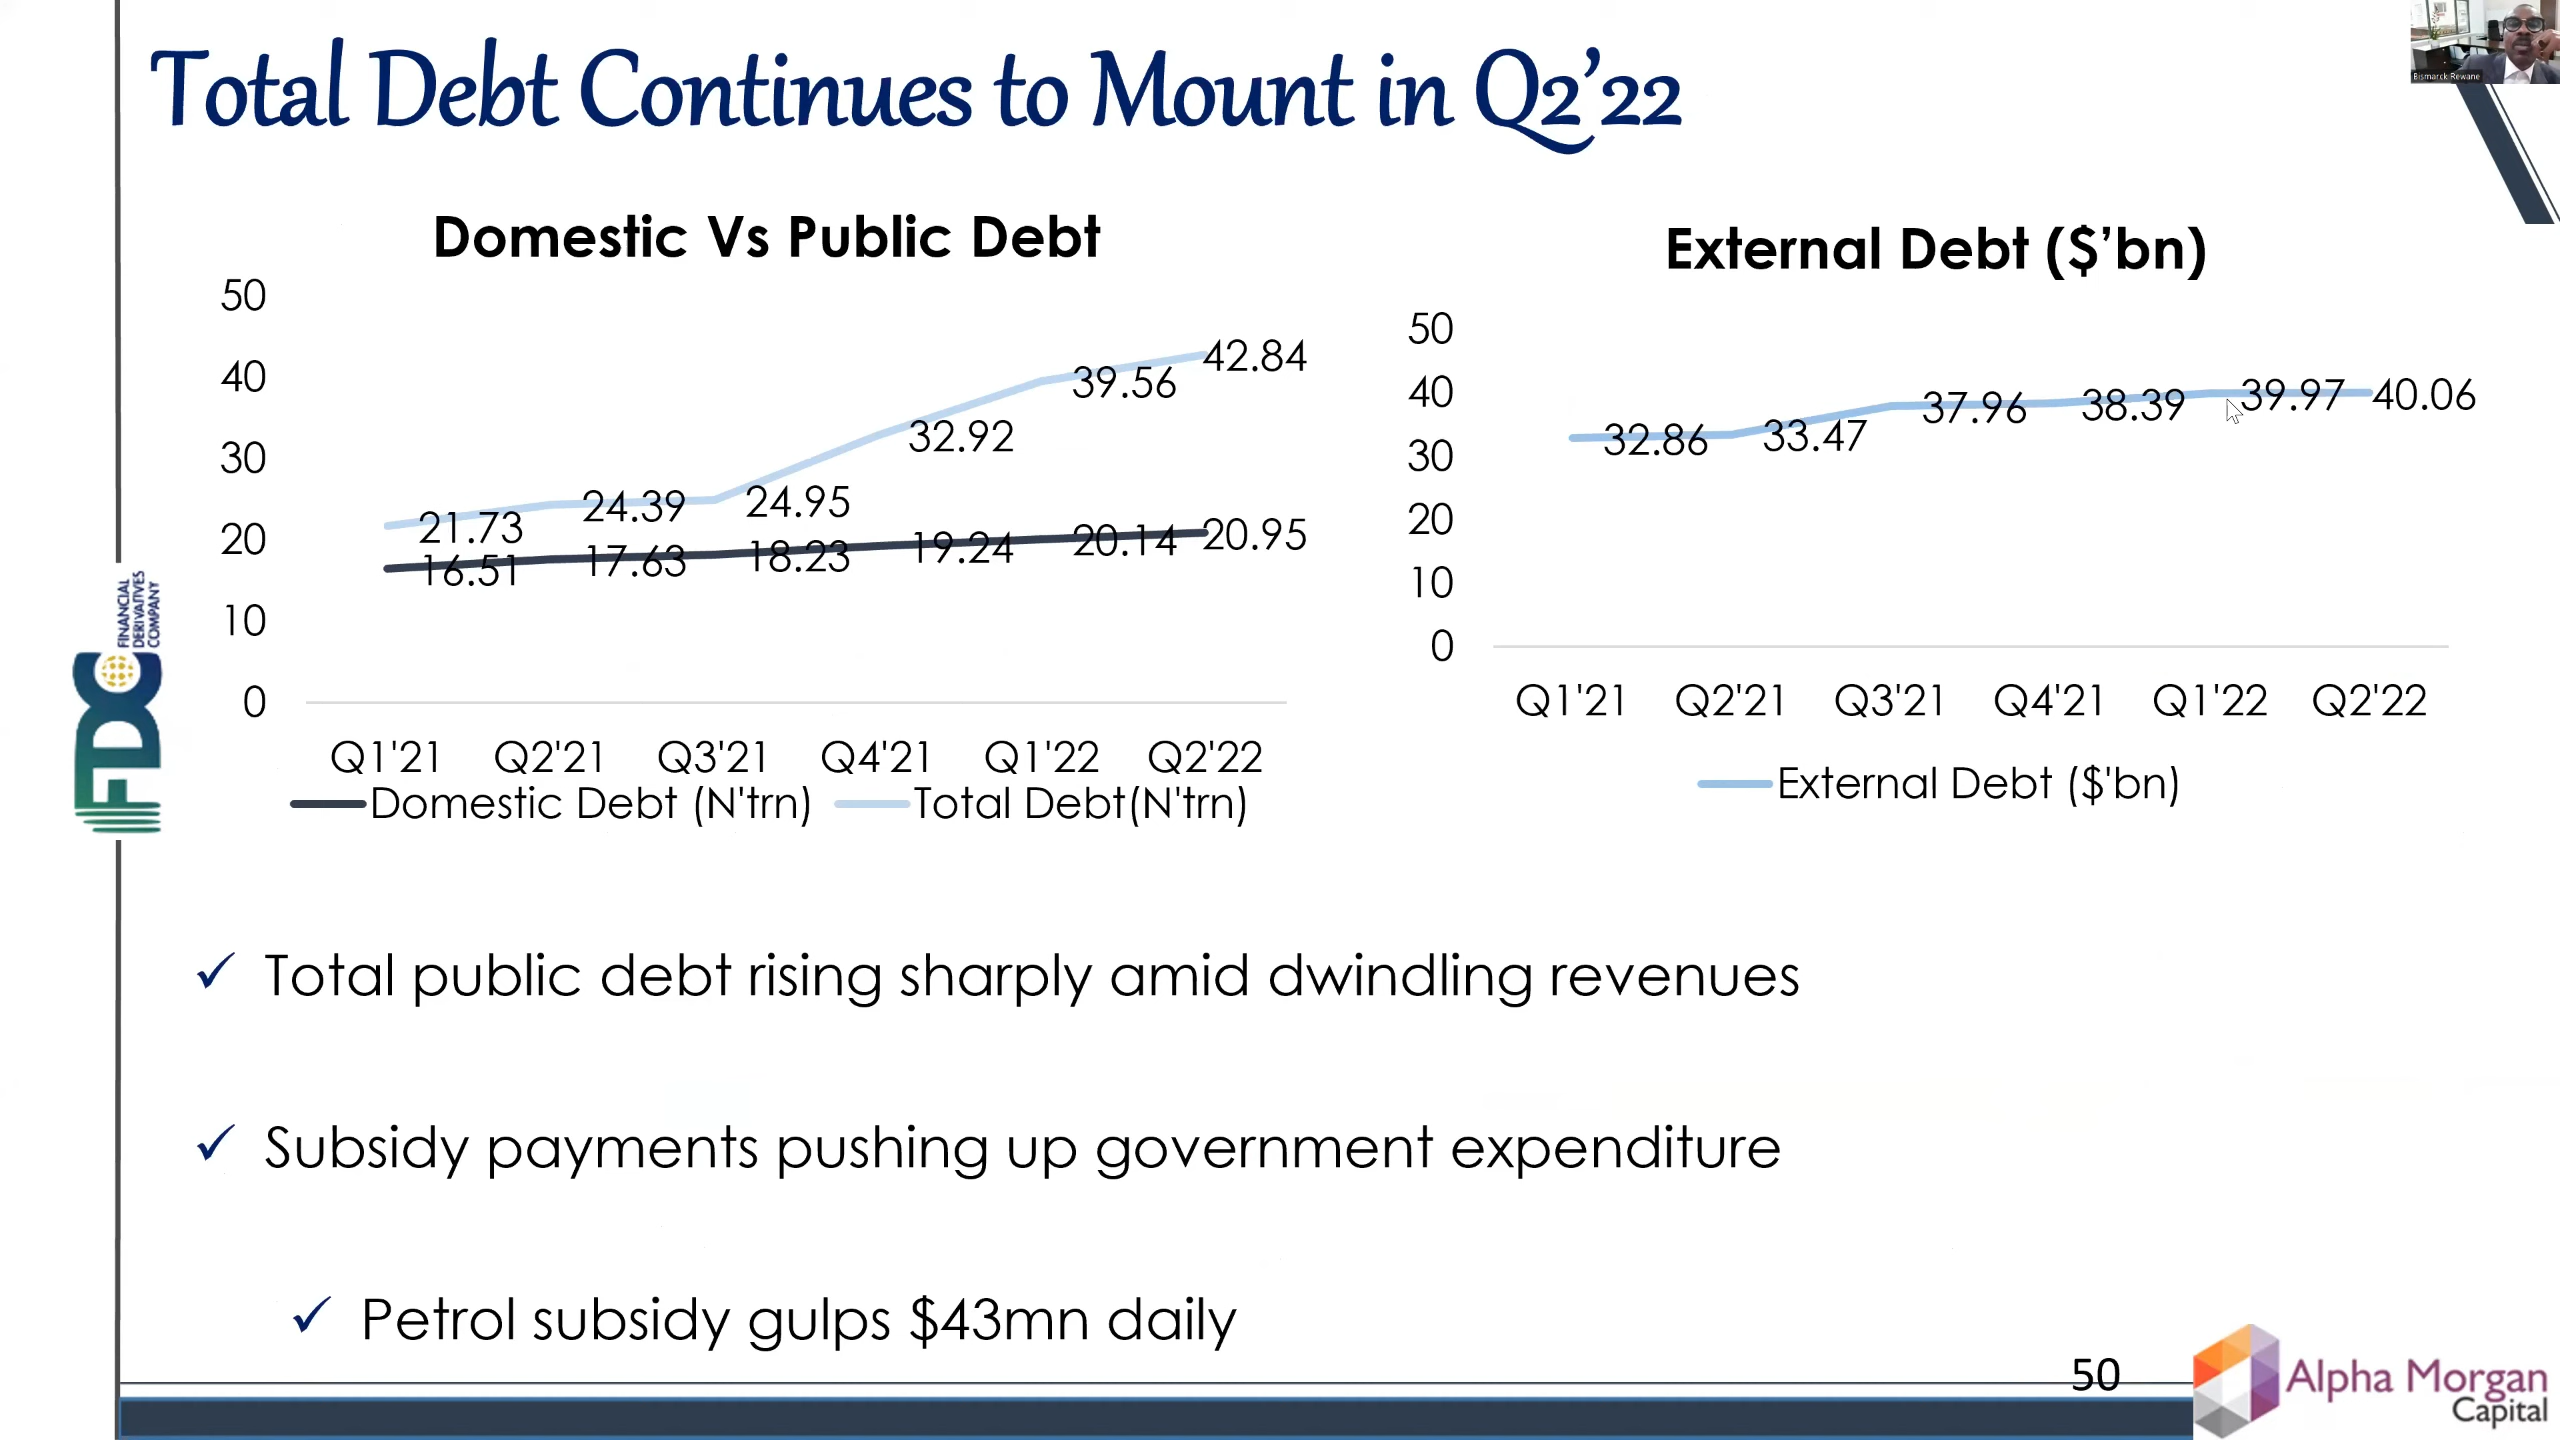 Total Debt Continues to Mount in Q2’22
Bismarck Rewane
Domestic Vs Public Debt
50
40
30
20
10
0
42.84
39.56
32.92
24.95
24.39
21.73
16.51
17.63
18.23
19.24
20.14
20.95
Q1'21 Q2'21 Q3'21 Q4'21 Q1'22 Q2'22
Domestic Debt (N'trn) Total Debt(N'trn)
External Debt ($’bn)
50
40
30
20
10
0
32.86
33.47
37.96
38.39
39.97
40.06
Q1'21 Q2'21 Q3'21 Q4'21 Q1'22 Q2'22
External Debt ($'bn)
FDC
FINANCIAL
DERIVATIVES
COMPANY
✓ Total public debt rising sharply amid dwindling revenues
✓ Subsidy payments pushing up government expenditure
✓ Petrol subsidy gulps $43mn daily
50
Alpha Morgan
Capital